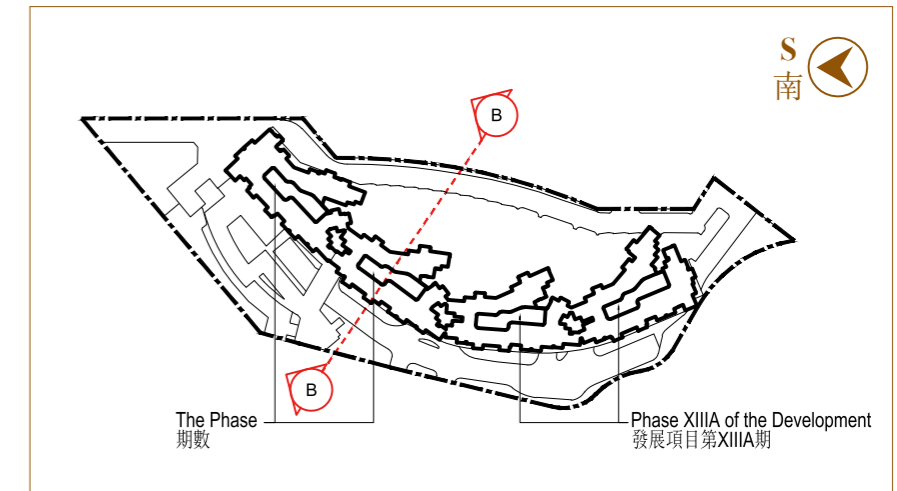 S
南
B
B
The Phase
期數
Phase XIIIA of the Development
發展項目第XIIIA期